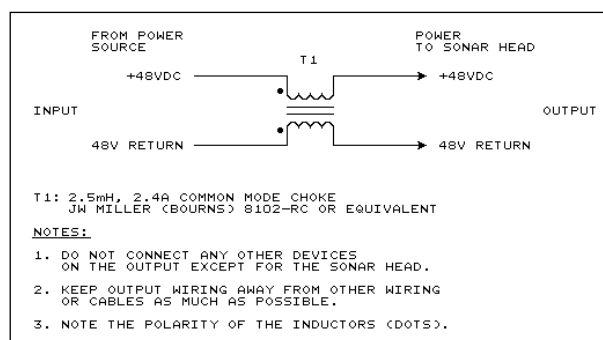 FROM POWER
SOURCE
POWER
TO SONAR HEAD
T1
+48VDC
+48VDC
INPUT
OUTPUT
48V RETURN
48V RETURN
T1: 2.5mH, 2.4A COMMON MODE CHOKE
JW MILLER (BOURNS) 8102-RC OR EQUIVALENT
NOTES:
1. DO NOT CONNECT ANY OTHER DEVICES
ON THE OUTPUT EXCEPT FOR THE SONAR HEAD.
2. KEEP OUTPUT WIRING AWAY FROM OTHER WIRING
OR CABLES AS MUCH AS POSSIBLE.
3. NOTE THE POLARITY OF THE INDUCTORS (DOTS).